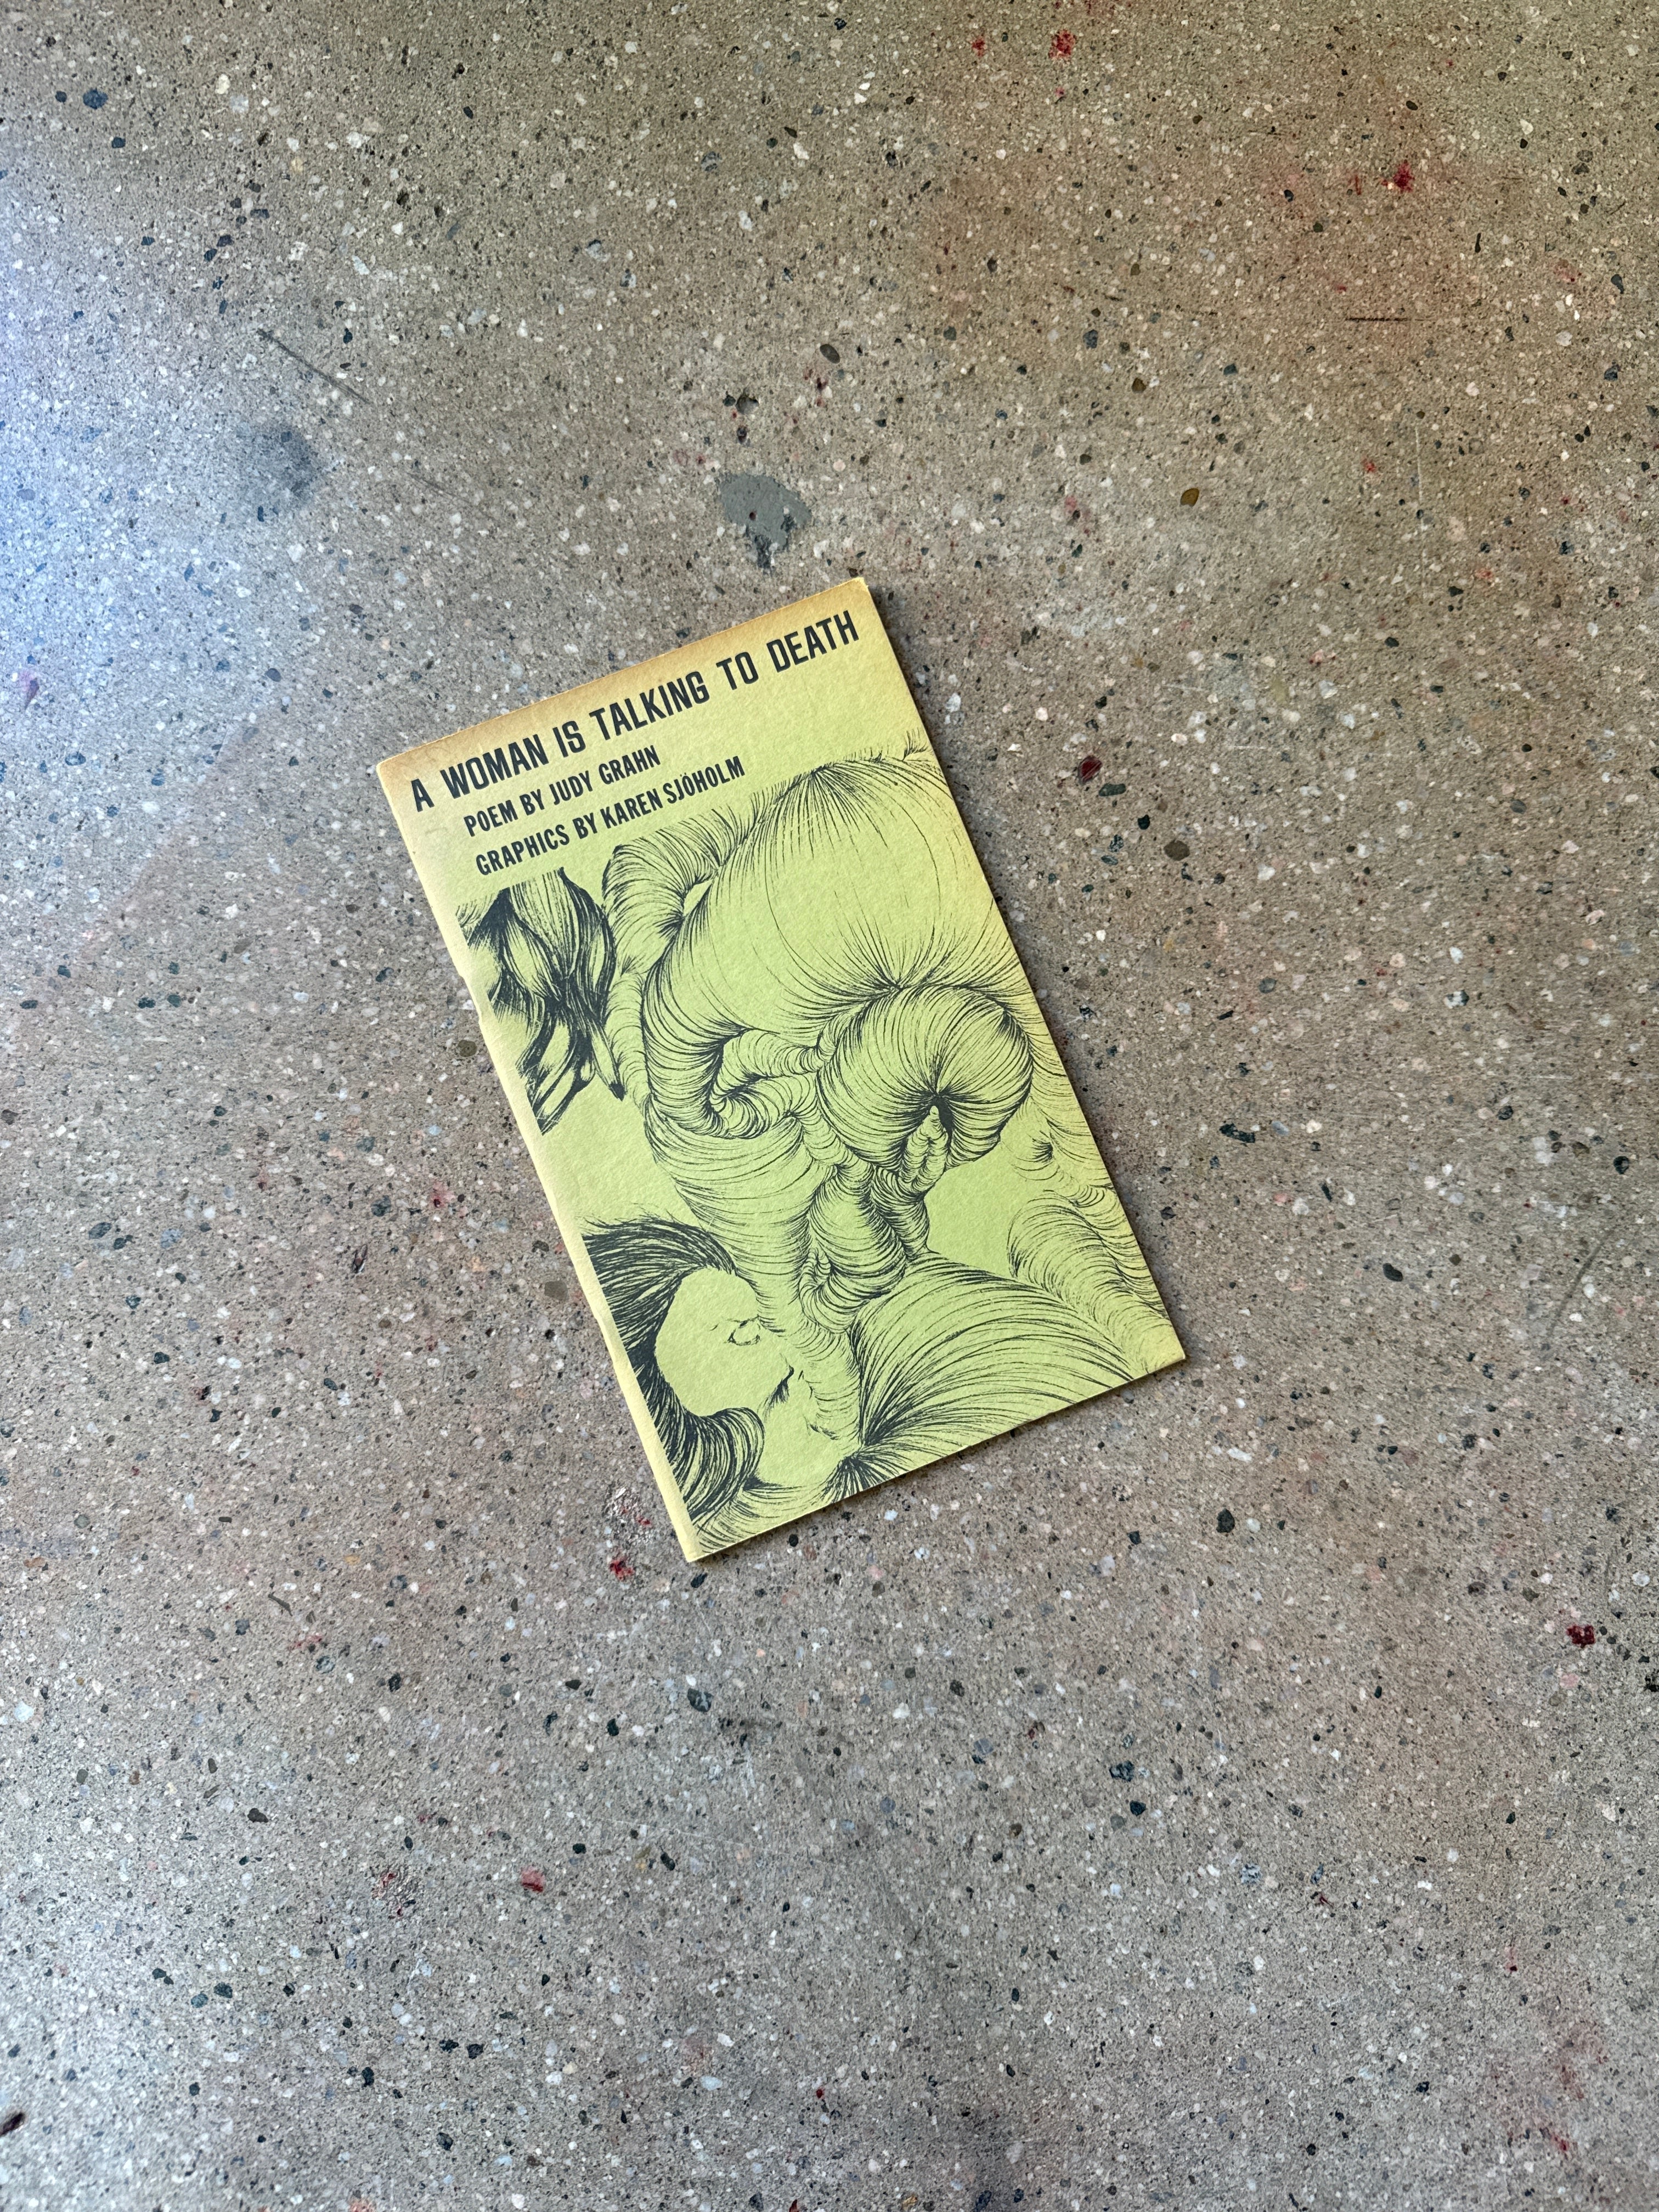 A WOMAN IS TALKING TO DEATH
POEM BY JUDY GRAHN
GRAPHICS BY KAREN SJÖHOLM